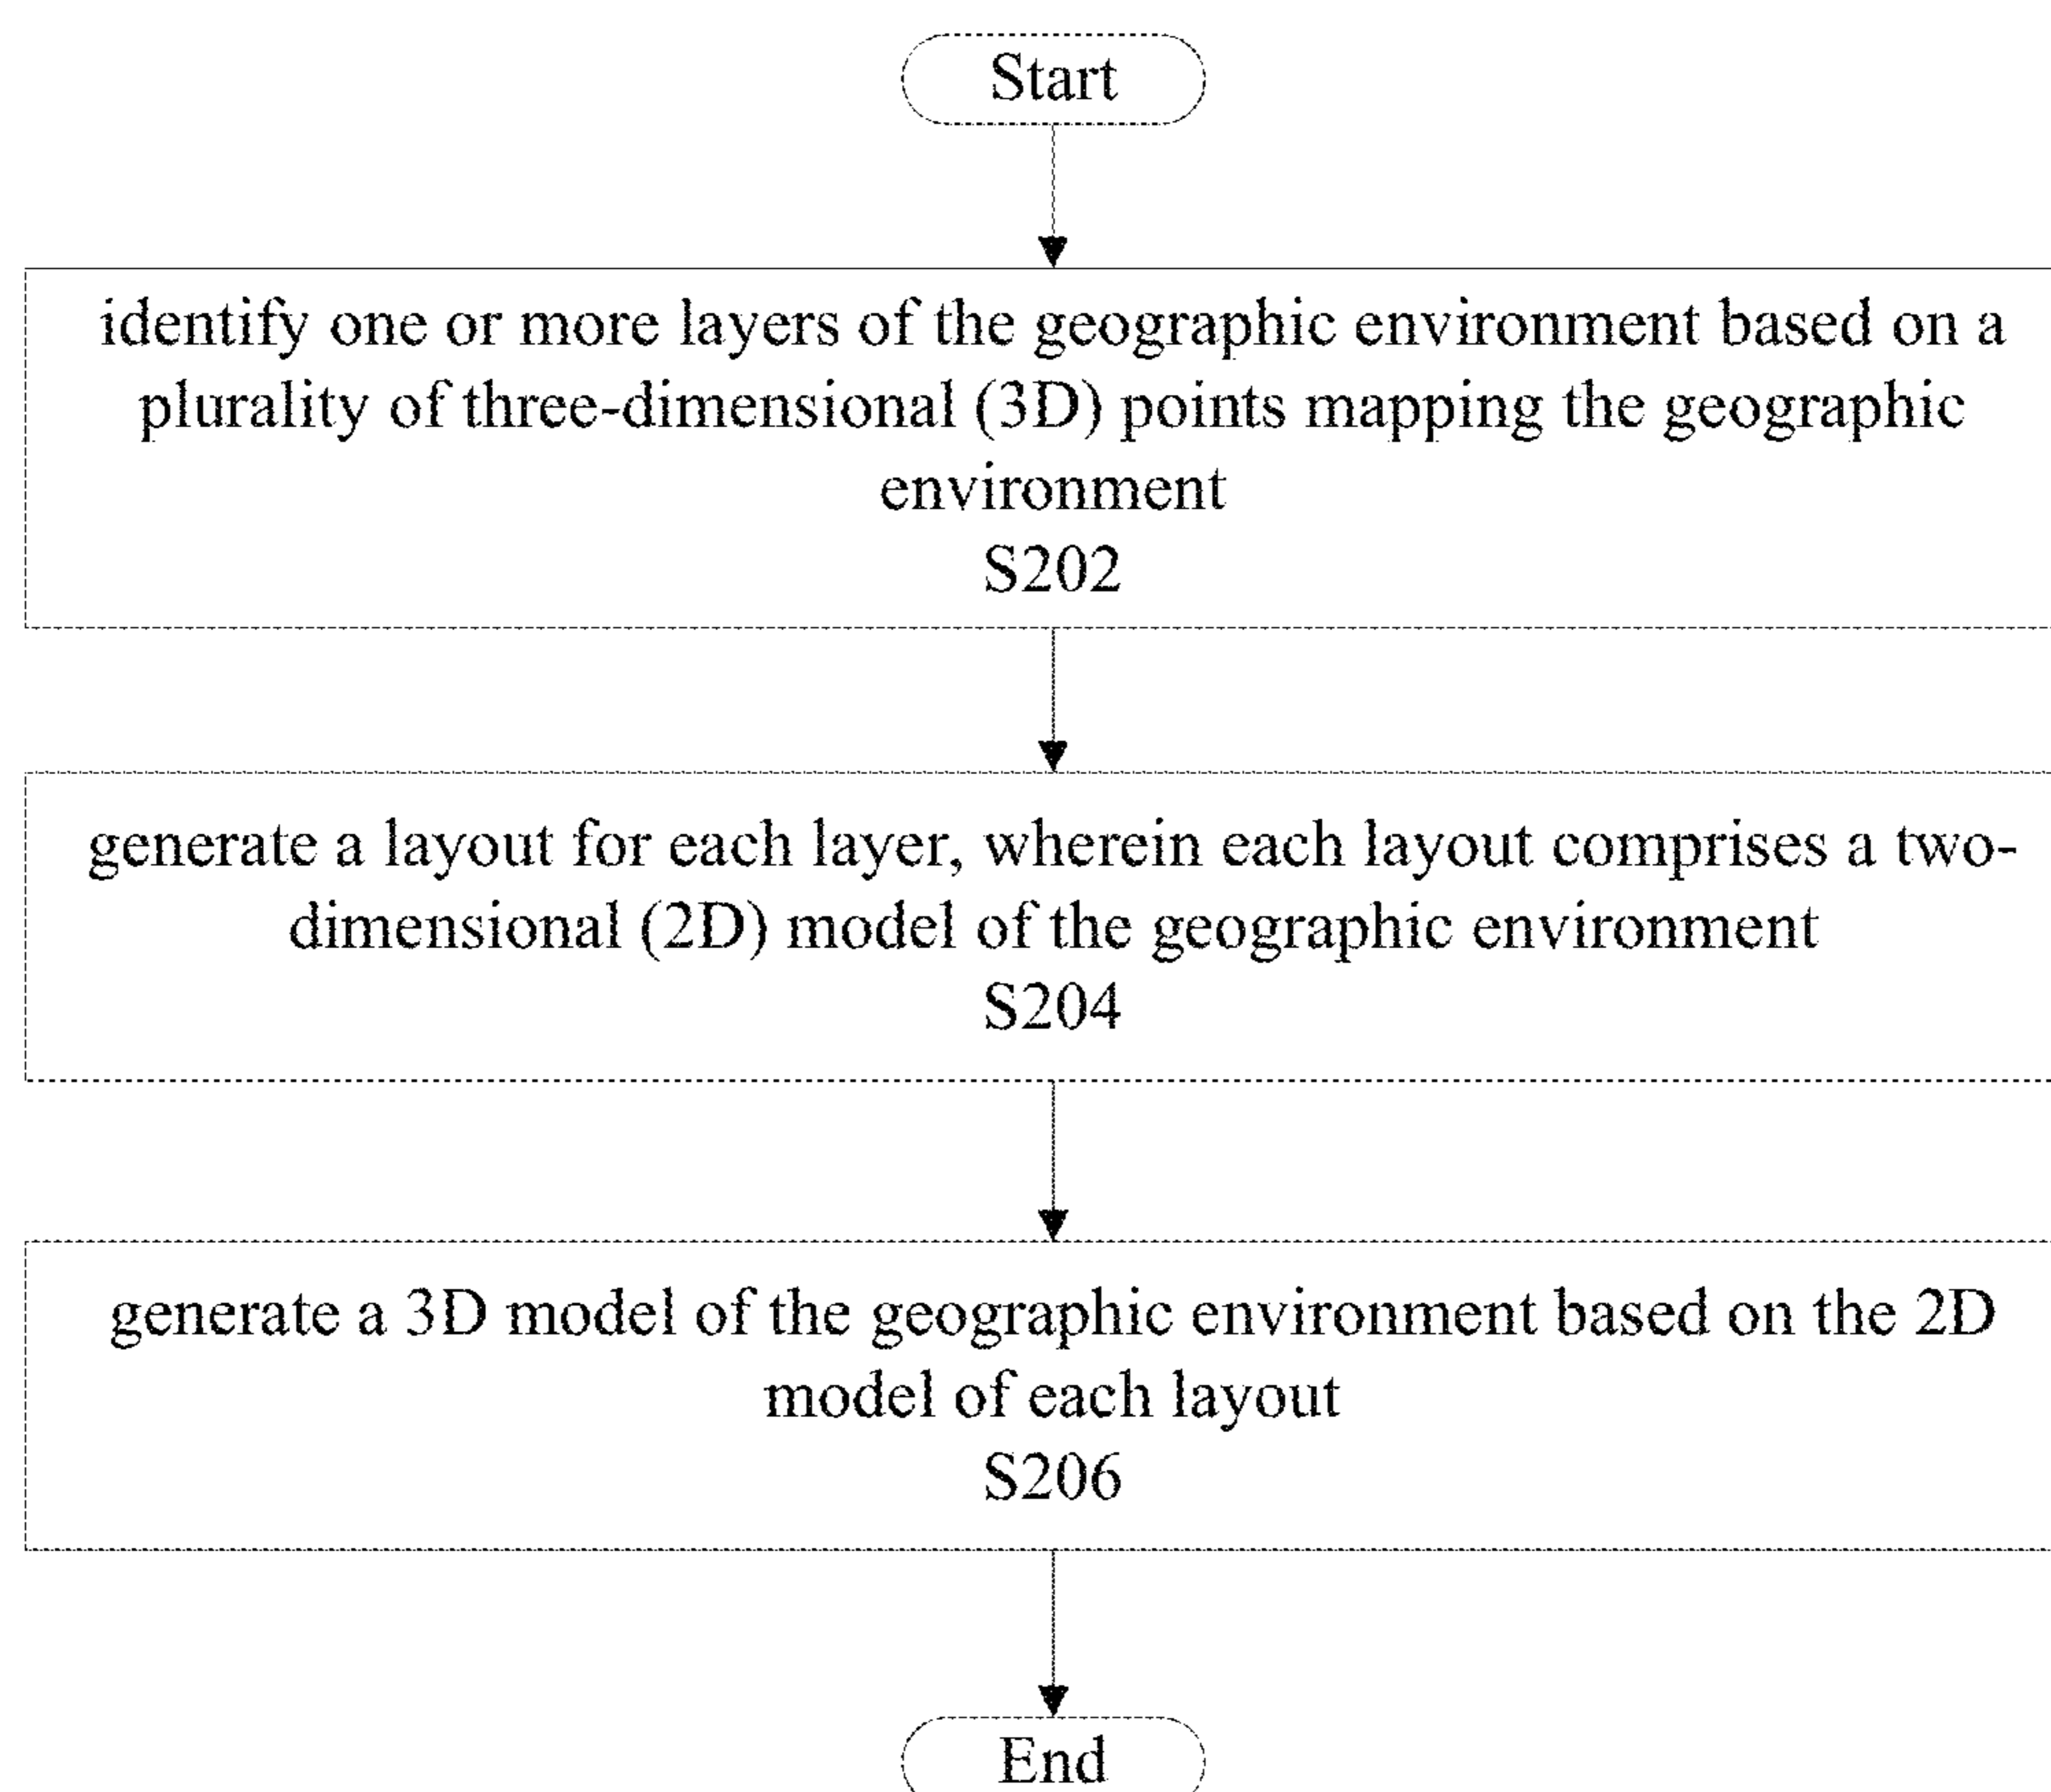 Start
identify one or more layers of the geographic environment based on a
plurality of three-dimensional (3D) points mapping the geographic
environment
S202
generate a layout for each layer, wherein each layout comprises a two-
dimensional (2D) model of the geographic environment
S204
generate a 3D model of the geographic environment based on the 2D
model of each layout
S206
End